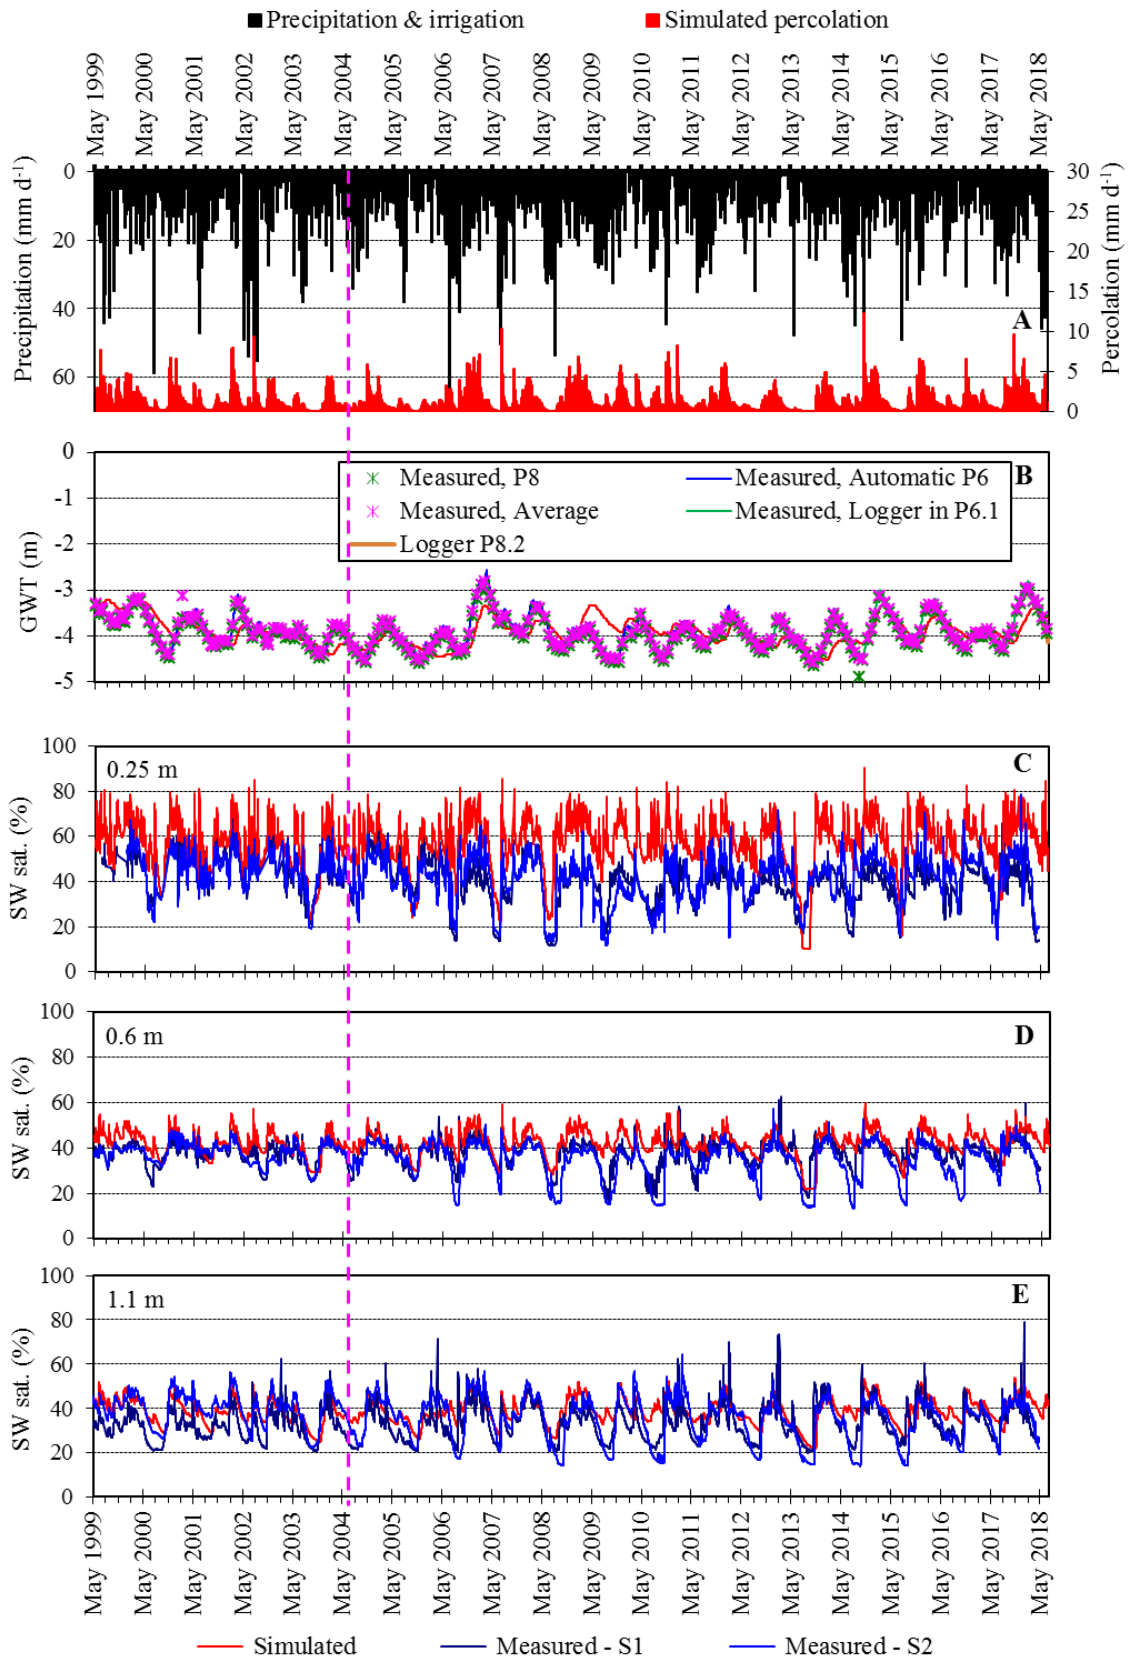 Precipitation & irrigation
Simulated percolation
May 1999
May 2000
May 2001
May 2002
May 2003
May 2004
May 2005
May 2006
May 2007
May 2008
May 2009
May 2010
May 2011
May 2012
May 2013
May 2014
May 2015
May 2016
May 2017
May 2018
Precipitation (mm d-1)
0
20
40
60
30
25
20
15
10
5
0
Percolation (mm d-1)
A
GWT (m)
0
-1
-2
-3
-4
-5
B
Measured, P8
Measured, Automatic P6
Measured, Average
Measured, Logger in P6.1
Logger P8.2
SW sat. (%)
100
80
60
40
20
0
0.25 m
C
SW sat. (%)
100
80
60
40
20
0
0.6 m
D
SW sat. (%)
100
80
60
40
20
0
1.1 m
E
May 1999
May 2000
May 2001
May 2002
May 2003
May 2004
May 2005
May 2006
May 2007
May 2008
May 2009
May 2010
May 2011
May 2012
May 2013
May 2014
May 2015
May 2016
May 2017
May 2018
Simulated
Measured - S1
Measured - S2